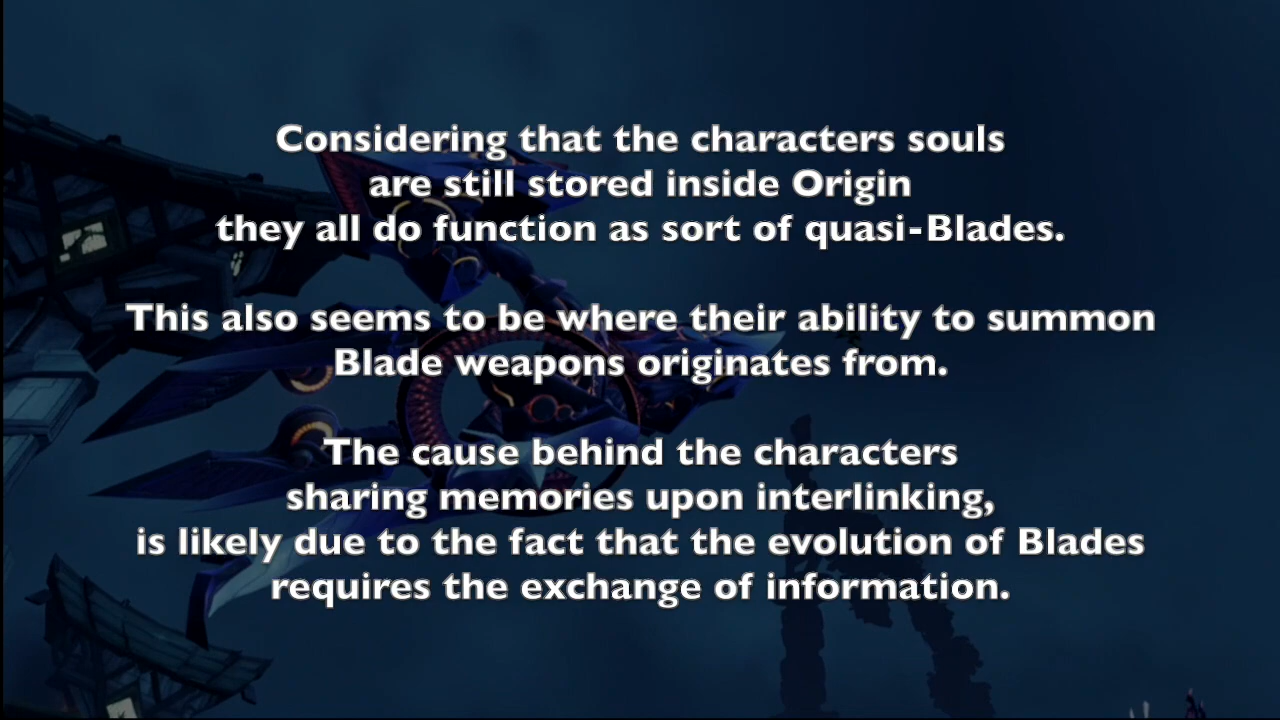 Considering that the characters souls
are still stored inside Origin
they all do function as sort of quasi-Blades.
This also seems to be where their ability to summon
Blade weapons originates from.
The cause behind the characters
sharing memories upon interlinking,
is likely due to the fact that the evolution of Blades
requires the exchange of information.